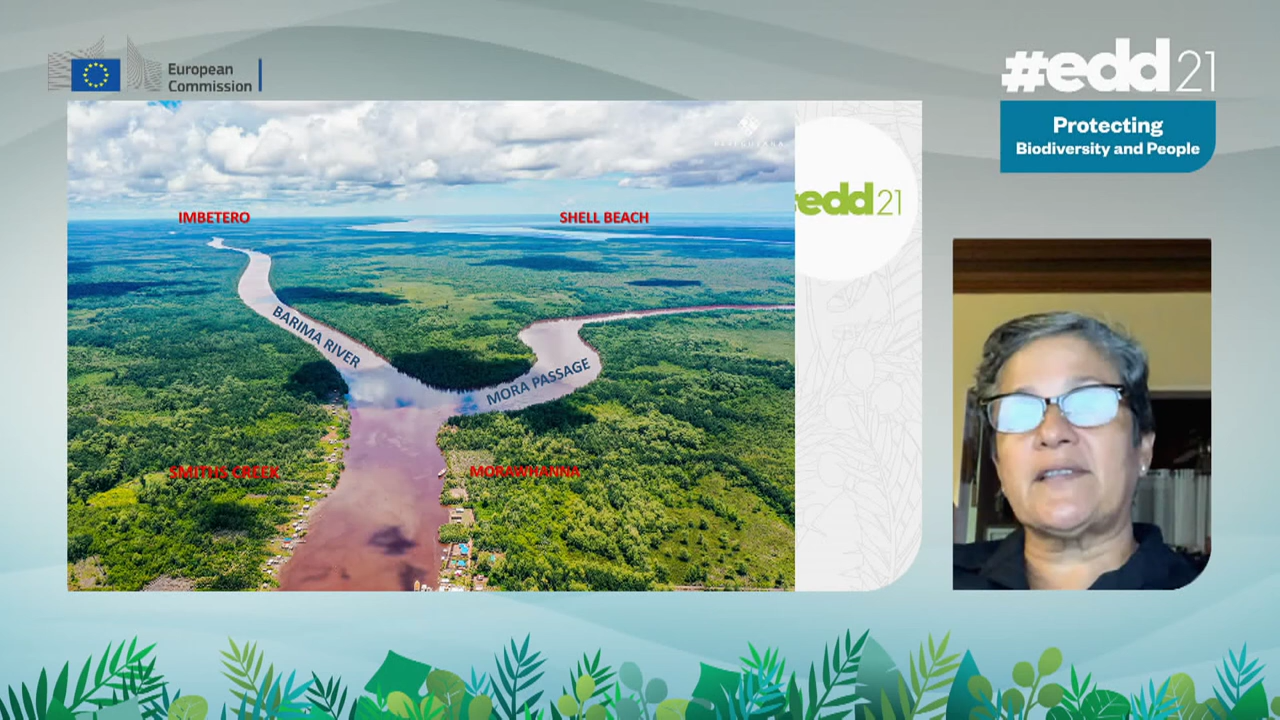 European
Commission
#edd21
Protecting
Biodiversity and People
#edd21
IMBETERO
SHELL BEACH
BARIMA RIVER
MORA PASSAGE
SMITHS CREEK
MORAWHANNA